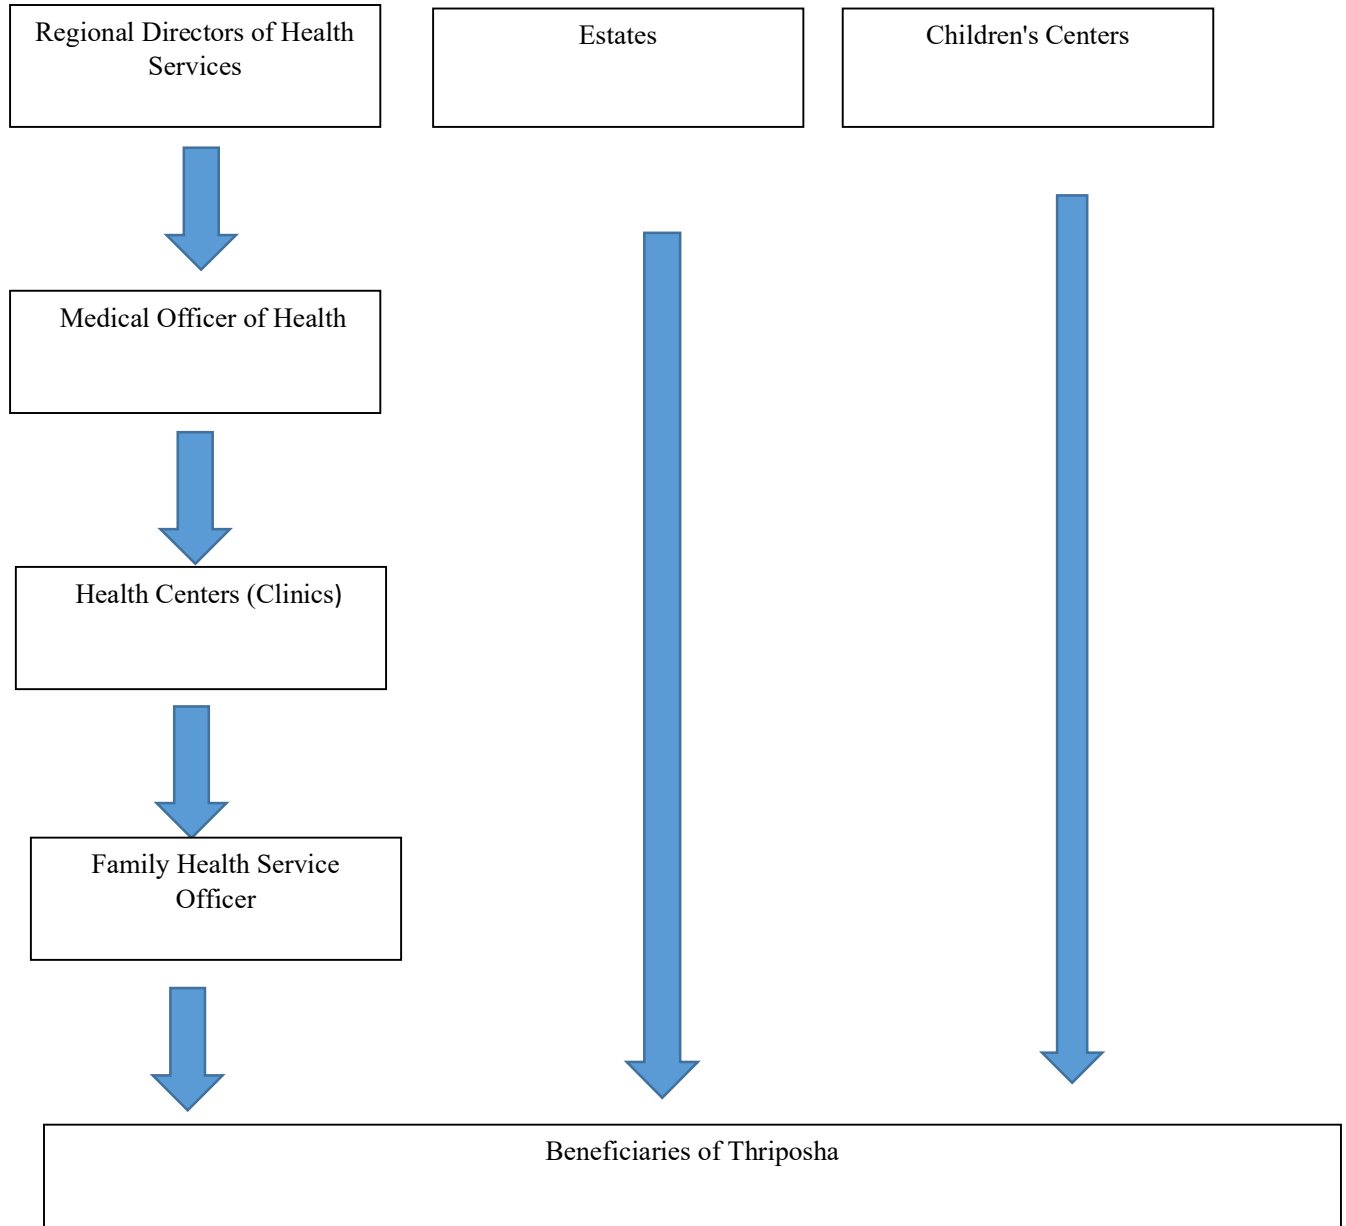 Regional Directors of Health
Services
Estates
Children's Centers
Medical Officer of Health
Health Centers (Clinics)
Family Health Service
Officer
Beneficiaries of Thriposha